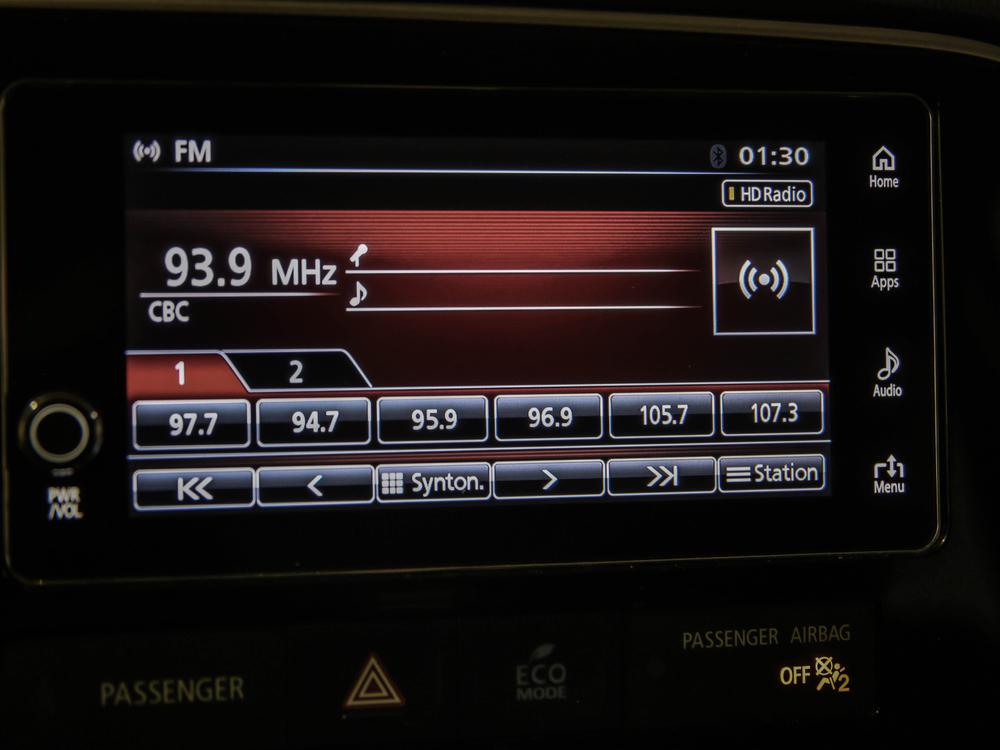 FM
01:30
HD Radio
93.9 MHz
CBC
1 2
97.7 94.7 95.9 96.9 105.7 107.3
Synton. Station
Home
Apps
Audio
Menu
PWR
/VOL
PASSENGER
ECO
MODE
PASSENGER AIRBAG
OFF 2